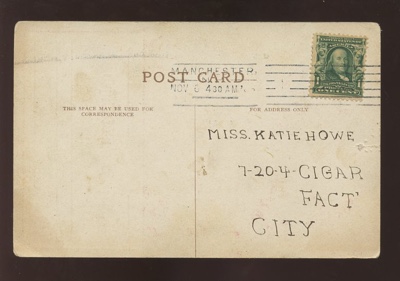 MANCHESTER
NOV 8 430 AM
POST CARD
THIS SPACE MAY BE USED FOR
CORRESPONDENCE
FOR ADDRESS ONLY
MISS. KATIE HOWE
7-20-4-CIGAR
FACT'
CITY